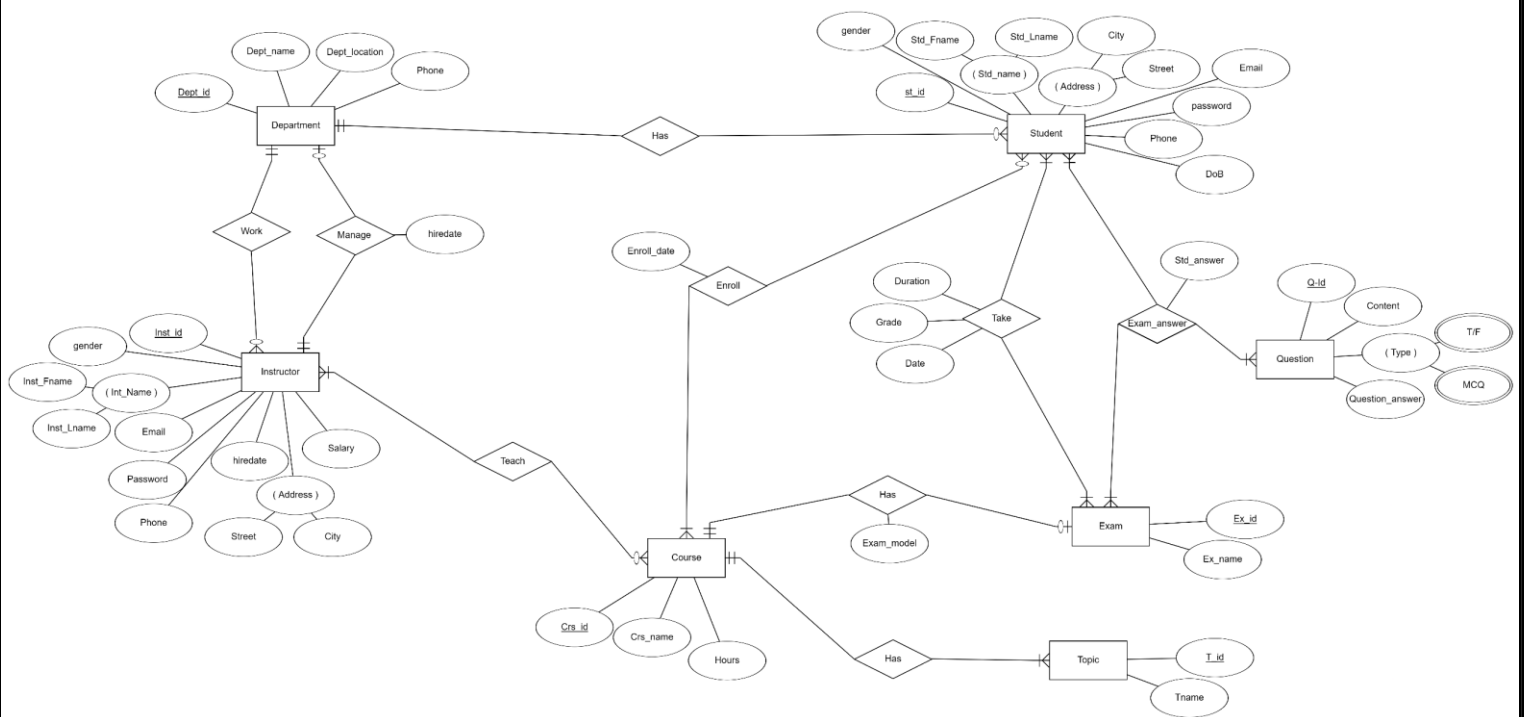 gender
Std_Fname
Std_Lname
City
Dept_name
Dept_location
Phone
Dept_id
( Std_name )
( Address )
Street
Email
st_id
password
Department
Has
Student
Phone
DoB
Work
Manage
hiredate
Enroll_date
Enroll
Std_answer
Duration
Grade
Take
Date
Exam_answer
Q-Id
Content
T/F
( Type )
Question
MCQ
Question_answer
Inst_id
gender
Instructor
Inst_Fname
( Int_Name )
Inst_Lname
Email
hiredate
Salary
Password
( Address )
Phone
Street
City
Teach
Has
Exam_model
Exam
Ex_id
Ex_name
Course
Crs_id
Crs_name
Hours
Has
Topic
T_id
Tname